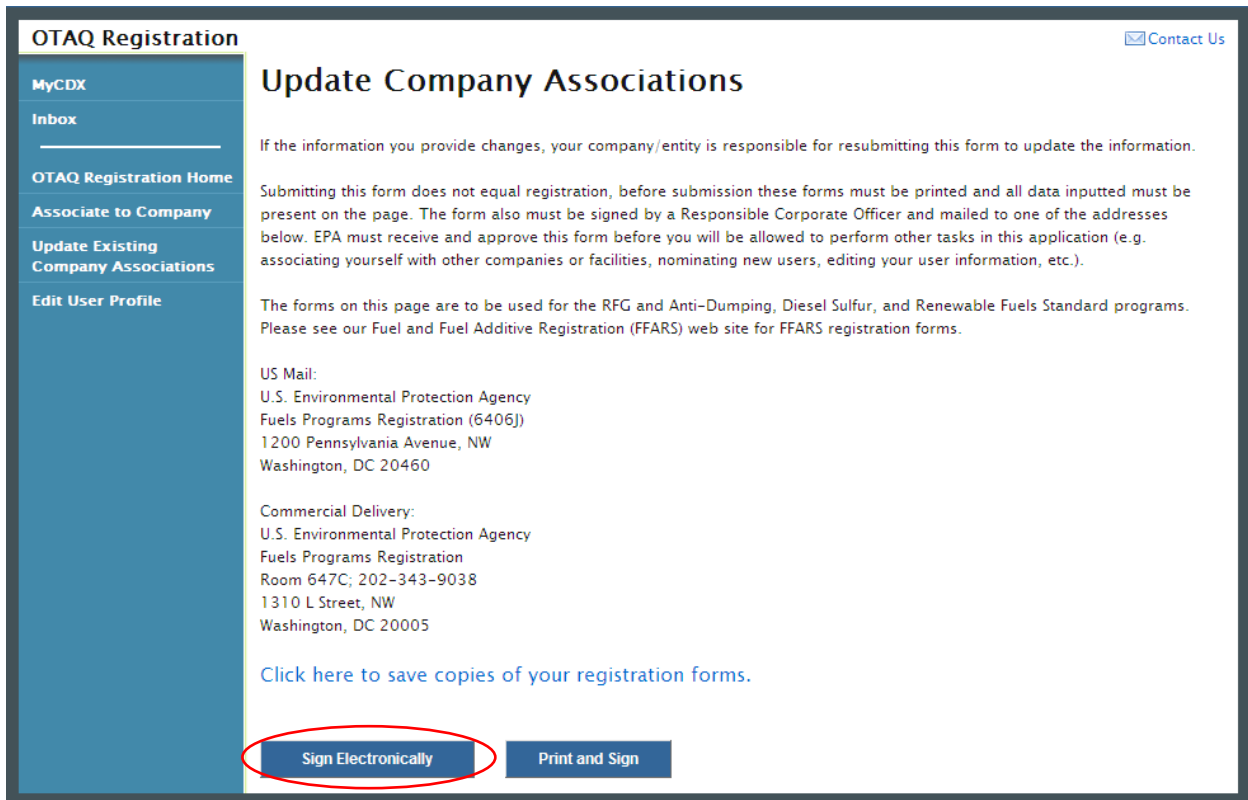 OTAQ Registration
Contact Us
MyCDX
Inbox
OTAQ Registration Home
Associate to Company
Update Existing
Company Associations
Edit User Profile
Update Company Associations
If the information you provide changes, your company/entity is responsible for resubmitting this form to update the information.
Submitting this form does not equal registration, before submission these forms must be printed and all data inputted must be
present on the page. The form also must be signed by a Responsible Corporate Officer and mailed to one of the addresses
below. EPA must receive and approve this form before you will be allowed to perform other tasks in this application (e.g.
associating yourself with other companies or facilities, nominating new users, editing your user information, etc.).
The forms on this page are to be used for the RFG and Anti-Dumping, Diesel Sulfur, and Renewable Fuels Standard programs.
Please see our Fuel and Fuel Additive Registration (FFARS) web site for FFARS registration forms.
US Mail:
U.S. Environmental Protection Agency
Fuels Programs Registration (6406J)
1200 Pennsylvania Avenue, NW
Washington, DC 20460
Commercial Delivery:
U.S. Environmental Protection Agency
Fuels Programs Registration
Room 647C; 202-343-9038
1310 L Street, NW
Washington, DC 20005
Click here to save copies of your registration forms.
Sign Electronically
Print and Sign